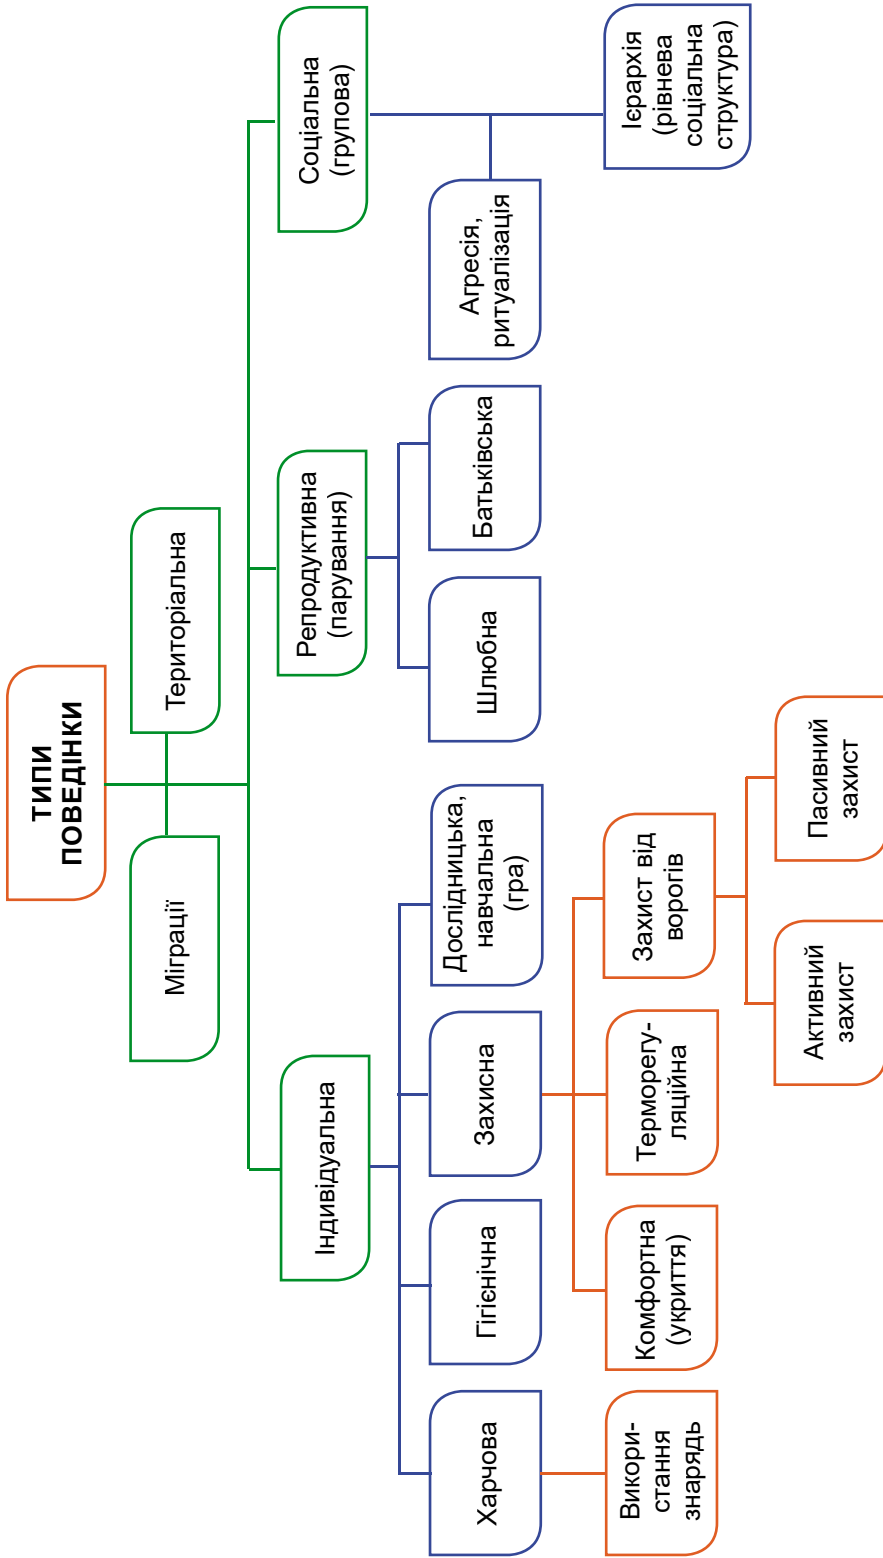 ТИПИ
ПОВЕДІНКИ
Міграції
Територіальна
Індивідуальна
Репродуктивна
(парування)
Соціальна
(групова)
Харчова
Гігієнічна
Захисна
Дослідницька,
навчальна
(гра)
Шлюбна
Батьківська
Агресія,
ритуалізація
Ієрархія
(рівнева
соціальна
структура)
Викори-
стання
знарядь
Комфортна
(укриття)
Терморегу-
ляційна
Захист від
ворогів
Активний
захист
Пасивний
захист